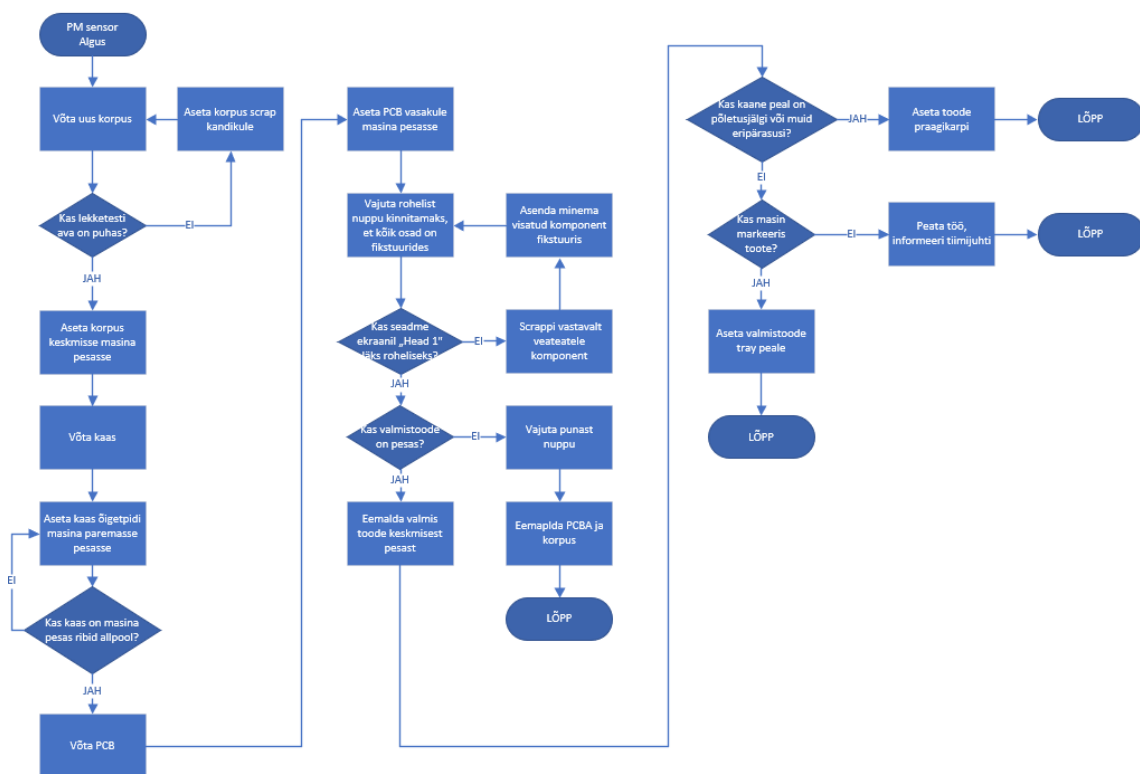 PM sensor
Algus
Võta uus korpus
Aseta korpus scrap
kandikule
Kas lekketesti
ava on puhas?
EI
JAH
Aseta korpus
keskmisse masina
pesasse
Võta kaas
Aseta kaas õigetpidi
masina paremasse
pesasse
EI
Kas kaas on masina
pesas ribid allpool?
JAH
Võta PCB
Aseta PCB vasakule
masina pesasse
Vajuta rohelist
nuppu kinnitamaks,
et kõik osad on
fikstuurides
Asenda minema
visatud komponent
fikstuuris
Kas seadme
ekraanil „Head 1"
läks roheliseks?
EI
Scrappi vastavalt
veateatele
komponent
JAH
Kas valmistoode
on pesas?
EI
Vajuta punast
nuppu
JAH
Eemalda valmis
toode keskmisest
pesast
Eemaplda PCBA ja
korpus
LÕPP
Kas kaane peal on
põletusjälgi või muid
eripärasusi?
JAH
Aseta toode
praagikarpi
LÕPP
EI
Kas masin
markeeris
toote?
EI
Peata töö,
informeeri tiimijuhti
LÕPP
JAH
Aseta valmistoode
tray peale
LÕPP